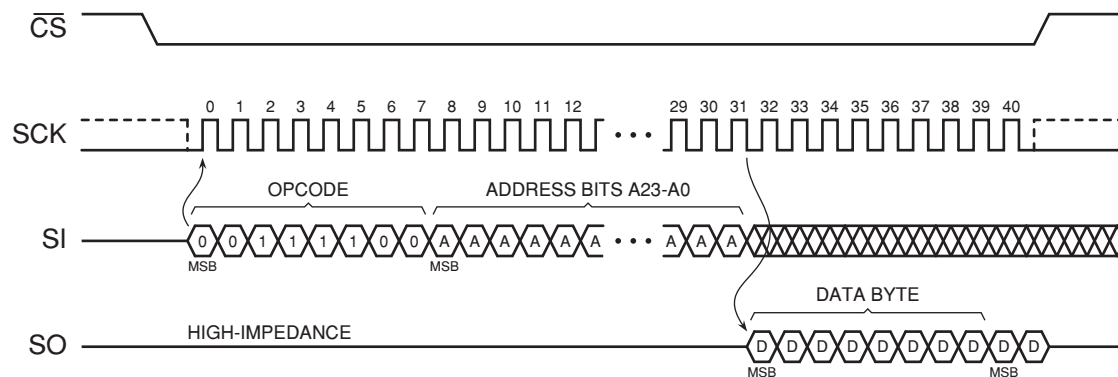 CS
0 1 2 3 4 5 6 7 8 9 10 11 12 29 30 31 32 33 34 35 36 37 38 39 40
SCK
OPCODE ADDRESS BITS A23-A0
SI 0 0 1 1 1 1 0 0 A A A A A A A A A
MSB MSB
DATA BYTE
SO HIGH-IMPEDANCE D D D D D D D D D D
MSB MSB